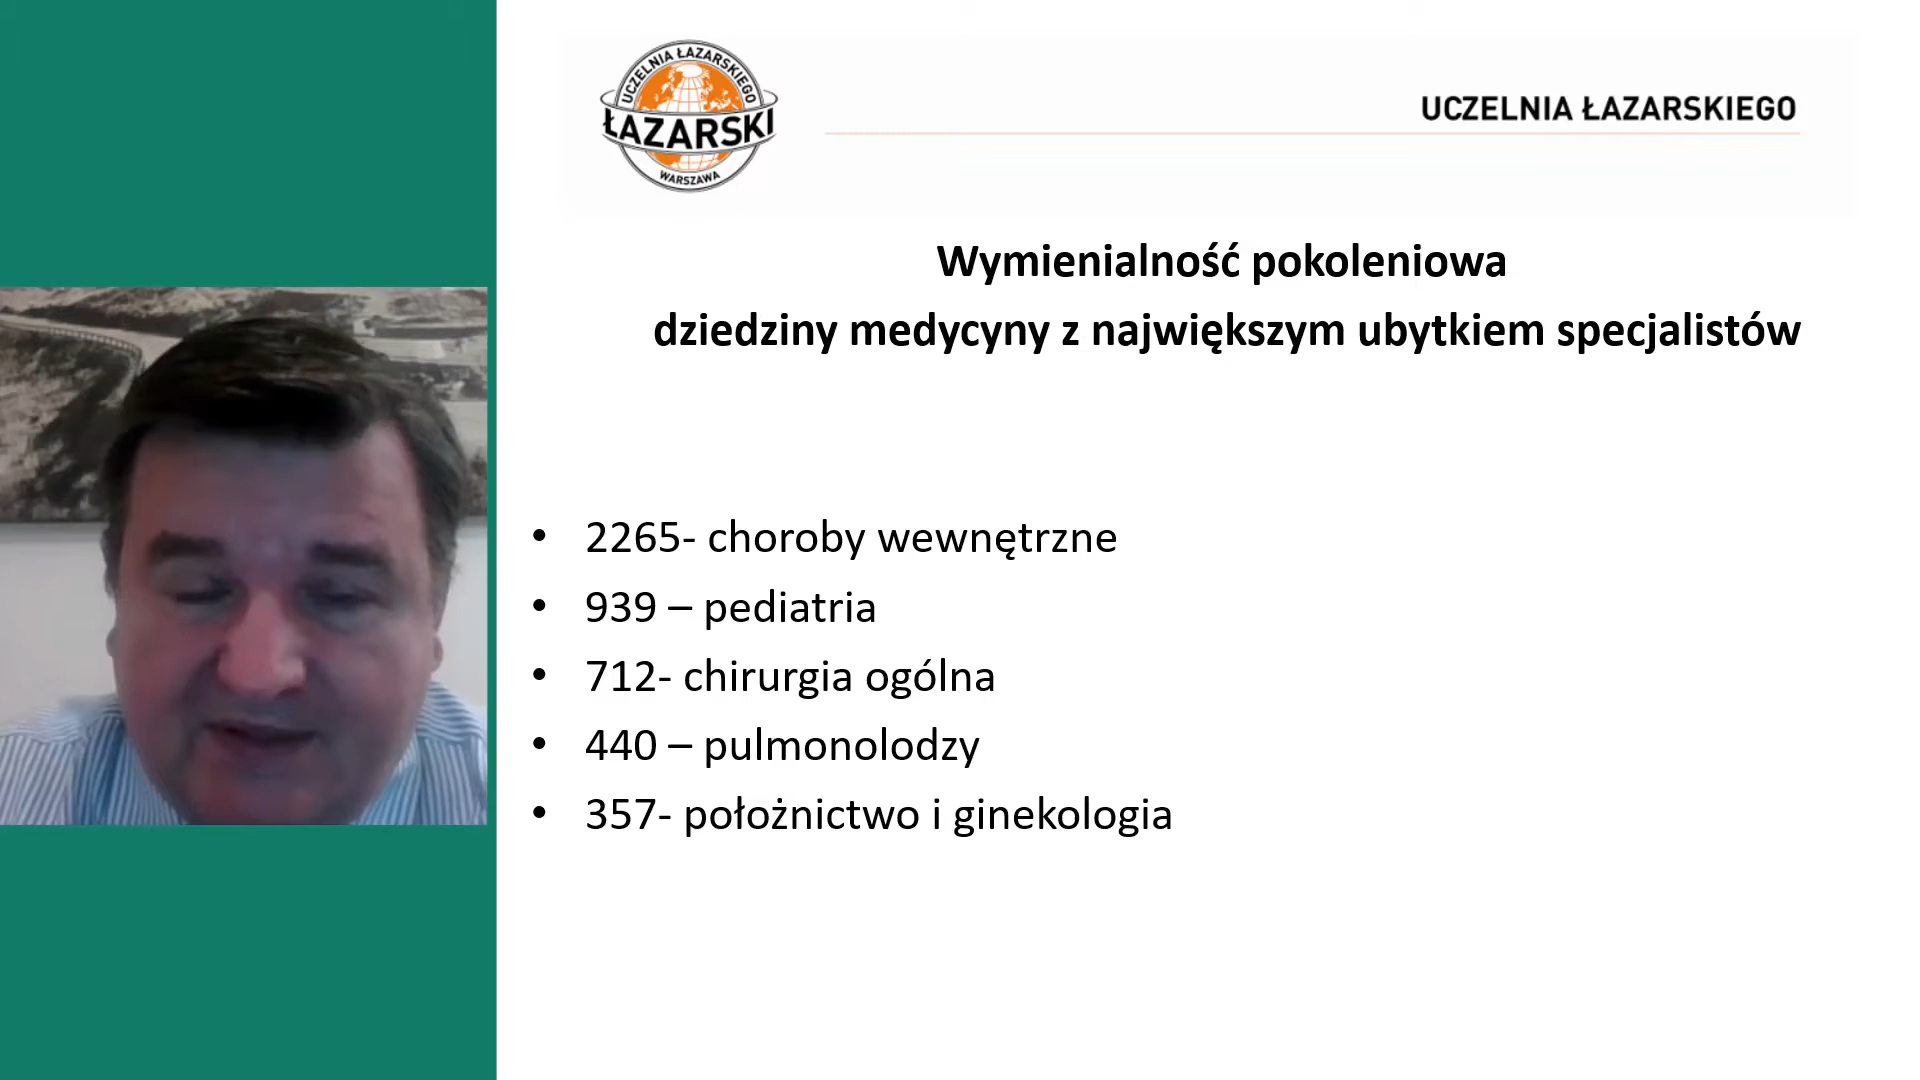 UCZELNIA ŁAZARSKIEGO
ŁAZARSKI
WARSZAWA
UCZELNIA ŁAZARSKIEGO
Wymienialność pokoleniowa
dziedziny medycyny z największym ubytkiem specjalistów
• 2265- choroby wewnętrzne
• 939 – pediatria
• 712- chirurgia ogólna
• 440 – pulmonolodzy
• 357- położnictwo i ginekologia